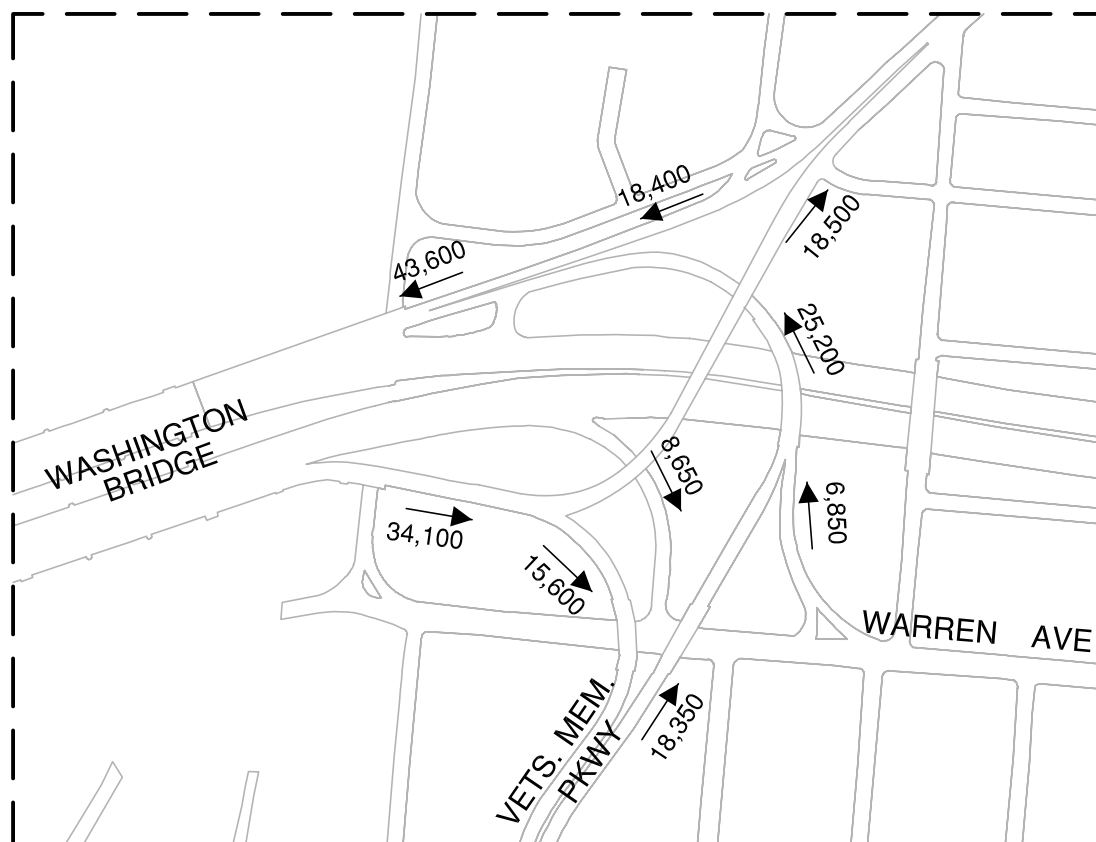 18,400
18,500
43,600
25,200
WASHINGTON
BRIDGE
8,650
6,850
34,100
15,600
WARREN AVE
VETS. MEM.
PKWY
18,350